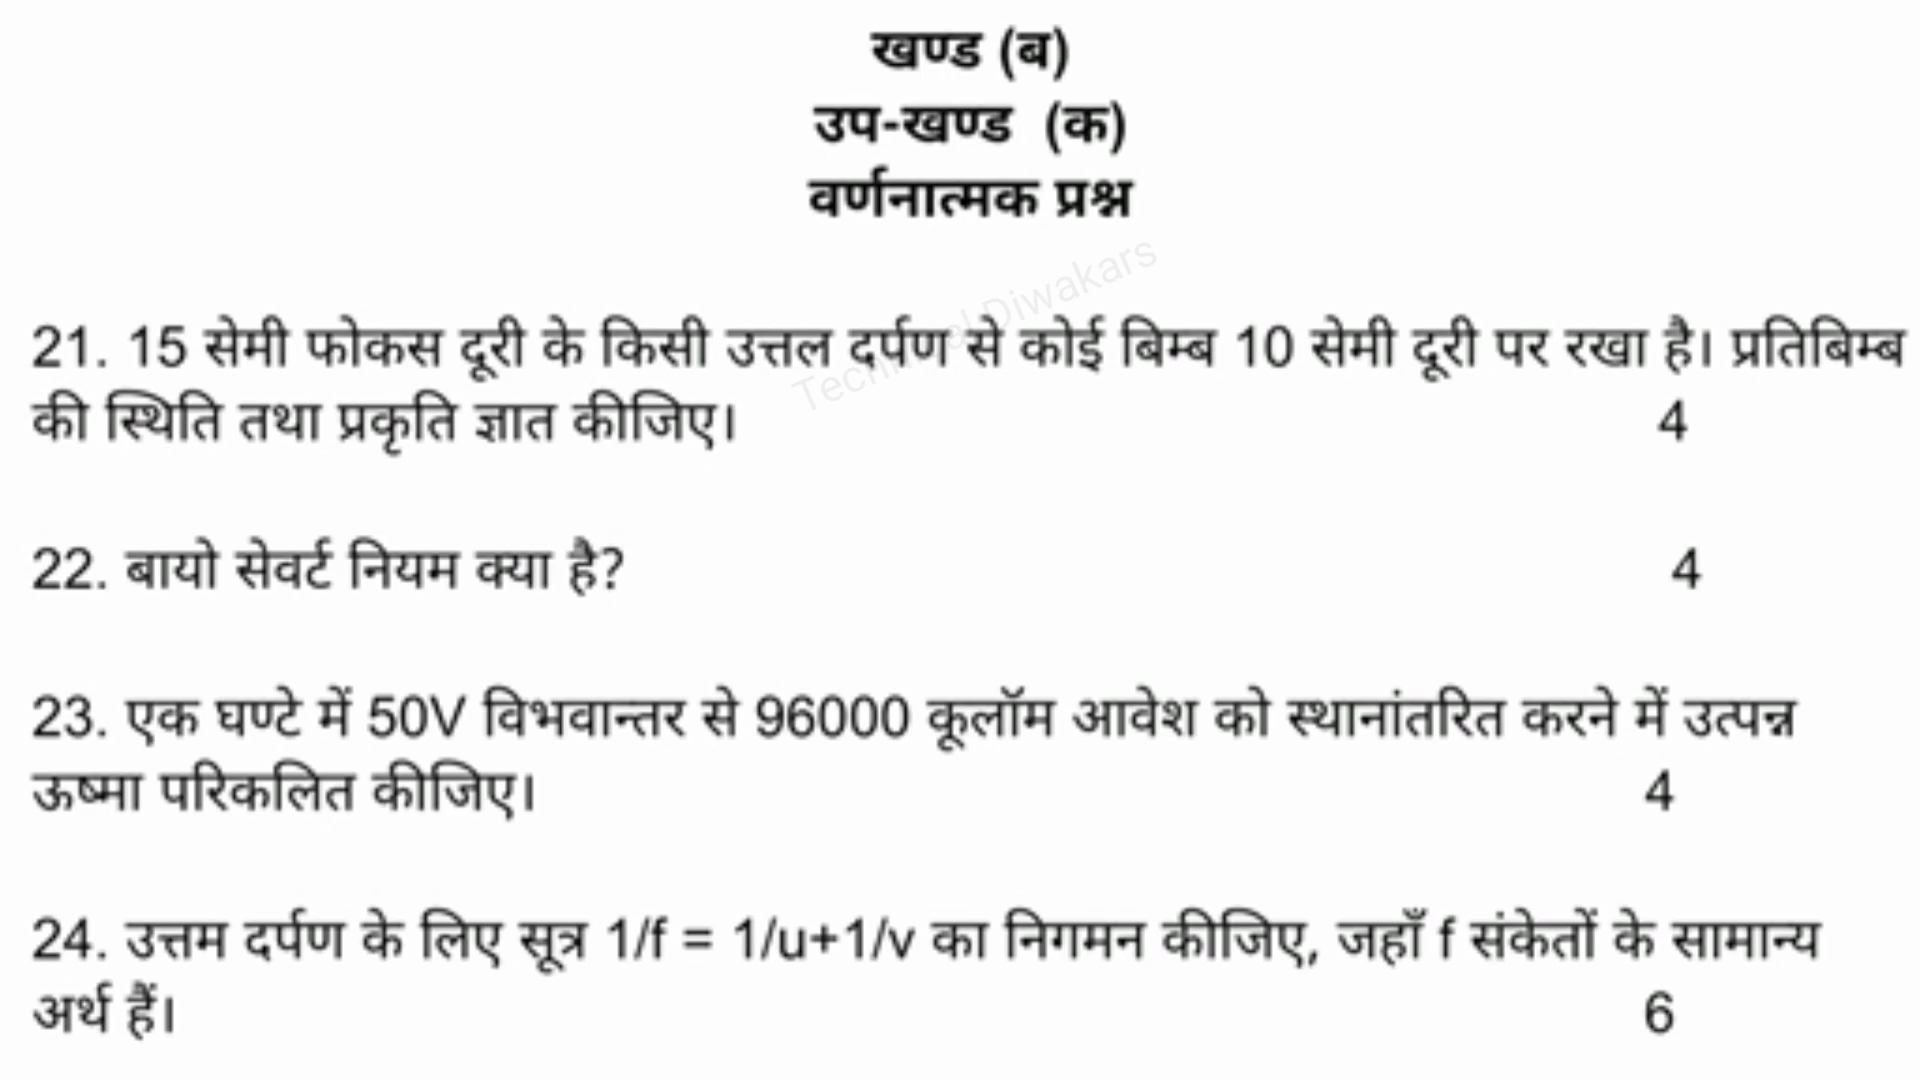 खण्ड (ब)
उप-खण्ड (क)
वर्णनात्मक प्रश्न
Technical Diwakars
21. 15 सेमी फोकस दूरी के किसी उत्तल दर्पण से कोई बिम्ब 10 सेमी दूरी पर रखा है। प्रतिबिम्ब
की स्थिति तथा प्रकृति ज्ञात कीजिए। 4
22. बायो सेवर्ट नियम क्या है? 4
23. एक घण्टे में 50V विभवान्तर से 96000 कूलॉम आवेश को स्थानांतरित करने में उत्पन्न
ऊष्मा परिकलित कीजिए। 4
24. उत्तम दर्पण के लिए सूत्र 1/f = 1/u+1/v का निगमन कीजिए, जहाँ f संकेतों के सामान्य
अर्थ हैं। 6